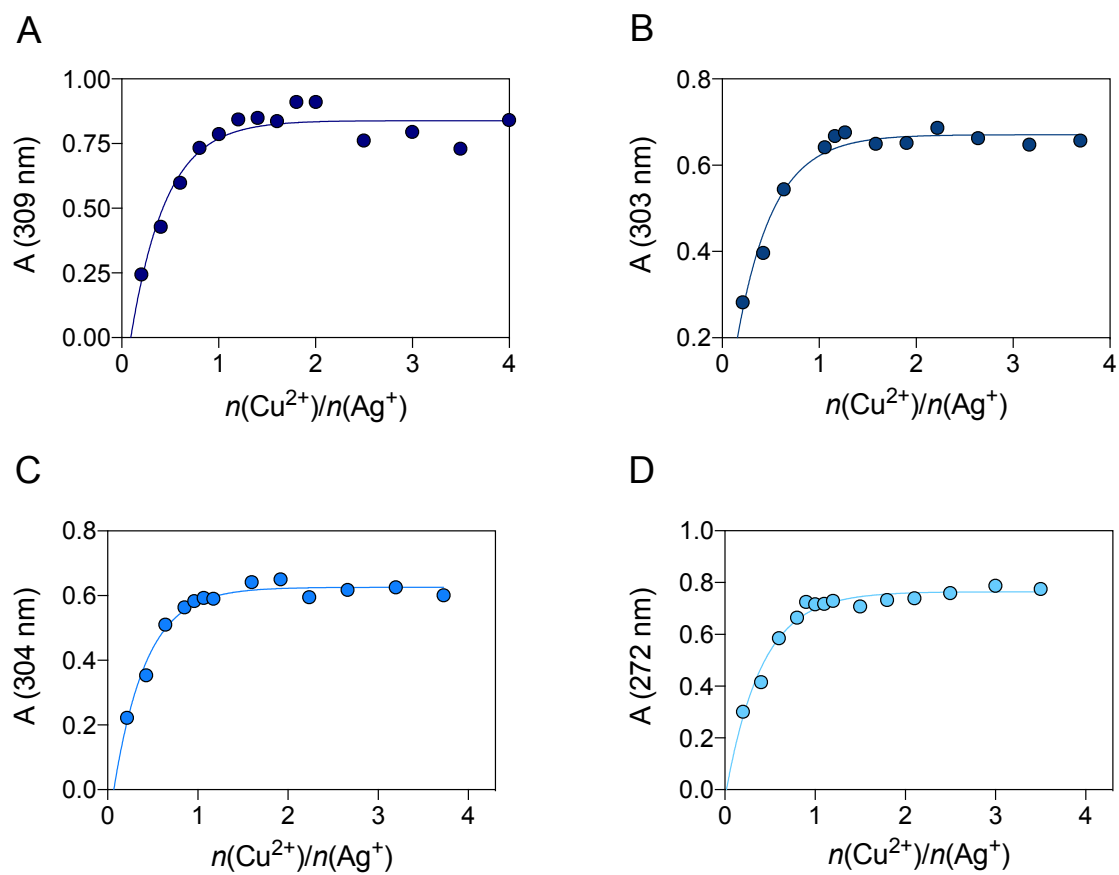 A
1.00
0.75
0.50
0.25
0.00
A (309 nm)
0 1 2 3 4
n(Cu²⁺)/n(Ag⁺)
B
0.8
0.6
0.4
0.2
A (303 nm)
0 1 2 3 4
n(Cu²⁺)/n(Ag⁺)
C
0.8
0.6
0.4
0.2
0.0
A (304 nm)
0 1 2 3 4
n(Cu²⁺)/n(Ag⁺)
D
1.0
0.8
0.6
0.4
0.2
0.0
A (272 nm)
0 1 2 3 4
n(Cu²⁺)/n(Ag⁺)